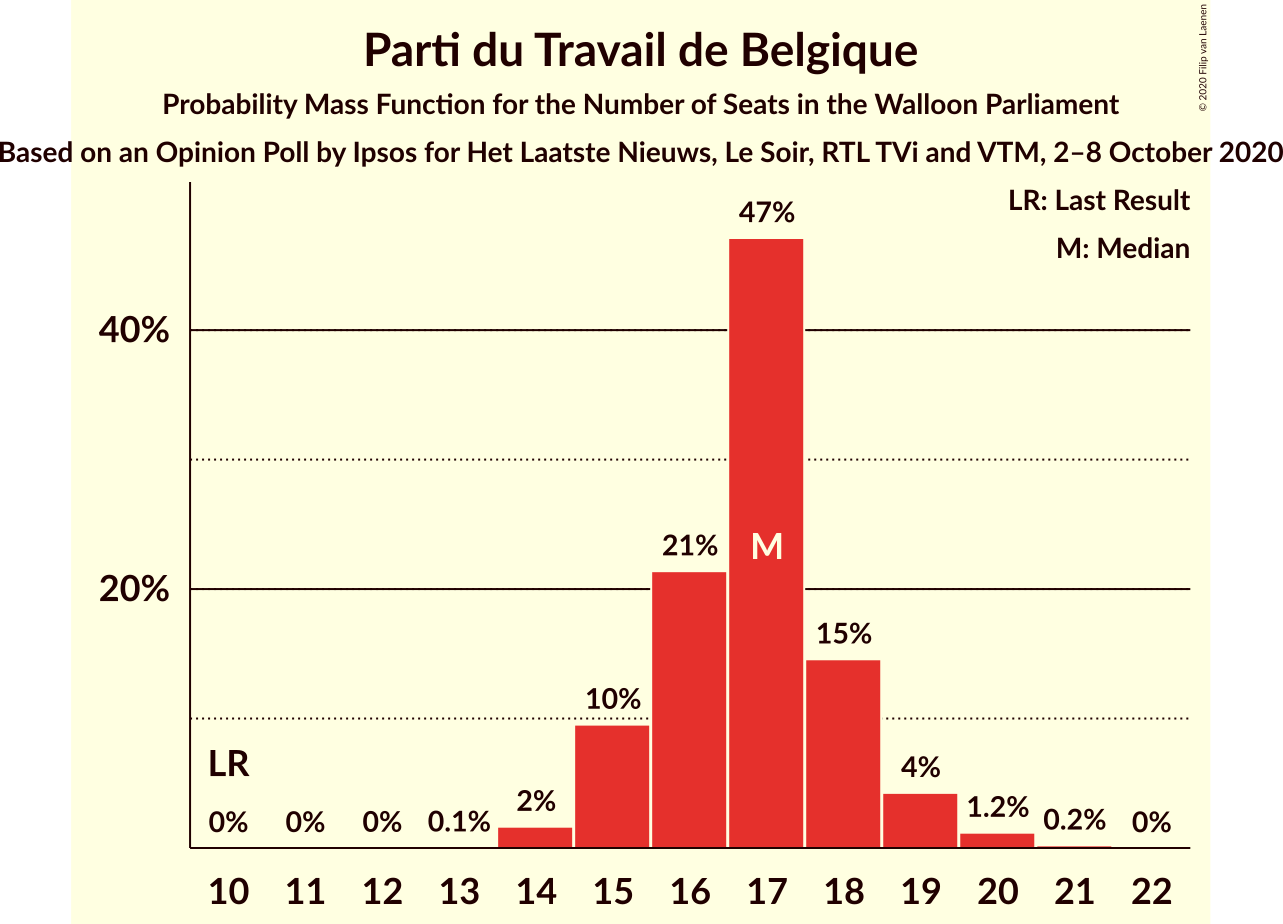 © 2020 Filip van Laenen
Parti du Travail de Belgique
Probability Mass Function for the Number of Seats in the Walloon Parliament
Based on an Opinion Poll by Ipsos for Het Laatste Nieuws, Le Soir, RTL TVi and VTM, 2–8 October 2020
LR: Last Result
M: Median
47%
40%
21%
M
20%
15%
10%
LR
4%
2%
1.2%
0% 0% 0% 0.1% 0.2% 0%
10 11 12 13 14 15 16 17 18 19 20 21 22